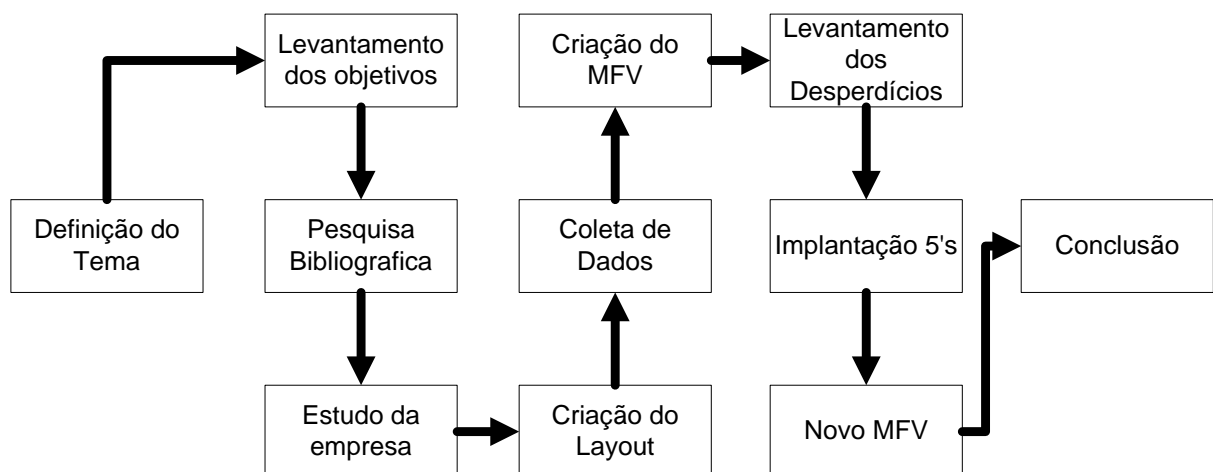 Definição do
Tema
Levantamento
dos objetivos
Pesquisa
Bibliografica
Estudo da
empresa
Criação do
Layout
Coleta de
Dados
Criação do
MFV
Levantamento
dos
Desperdícios
Implantação 5's
Novo MFV
Conclusão